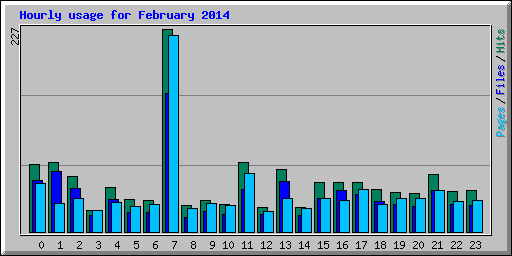 Hourly usage for February 2014
227
Pages / Files / Hits
0 1 2 3 4 5 6 7 8 9 10 11 12 13 14 15 16 17 18 19 20 21 22 23